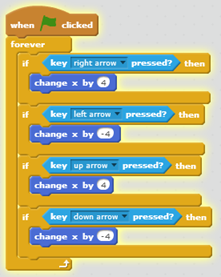 when clicked
forever
if key right arrow pressed? then
change x by 4
if key left arrow pressed? then
change x by -4
if key up arrow pressed? then
change x by 4
if key down arrow pressed? then
change x by -4